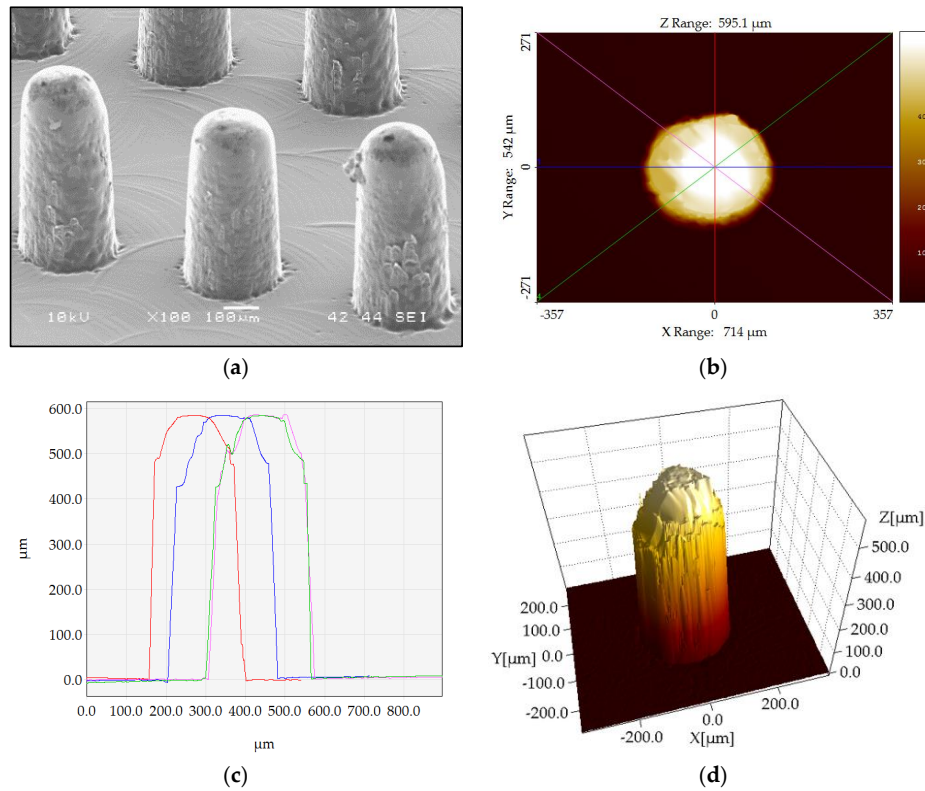 10kV X100 100μm 42 44 SEI
(a)
Z Range: 595.1 μm
271
Y Range: 542 μm
0
-271
-357
0
357
X Range: 714 μm
(b)
600.0
500.0
400.0
300.0
200.0
100.0
0.0
μm
0.0 100.0 200.0 300.0 400.0 500.0 600.0 700.0 800.0
μm
(c)
Z[μm]
500.0
400.0
300.0
200.0
100.0
0.0
200.0
100.0
Y[μm] 0.0
-100.0
-200.0
-200.0
0.0
200.0
X[μm]
(d)